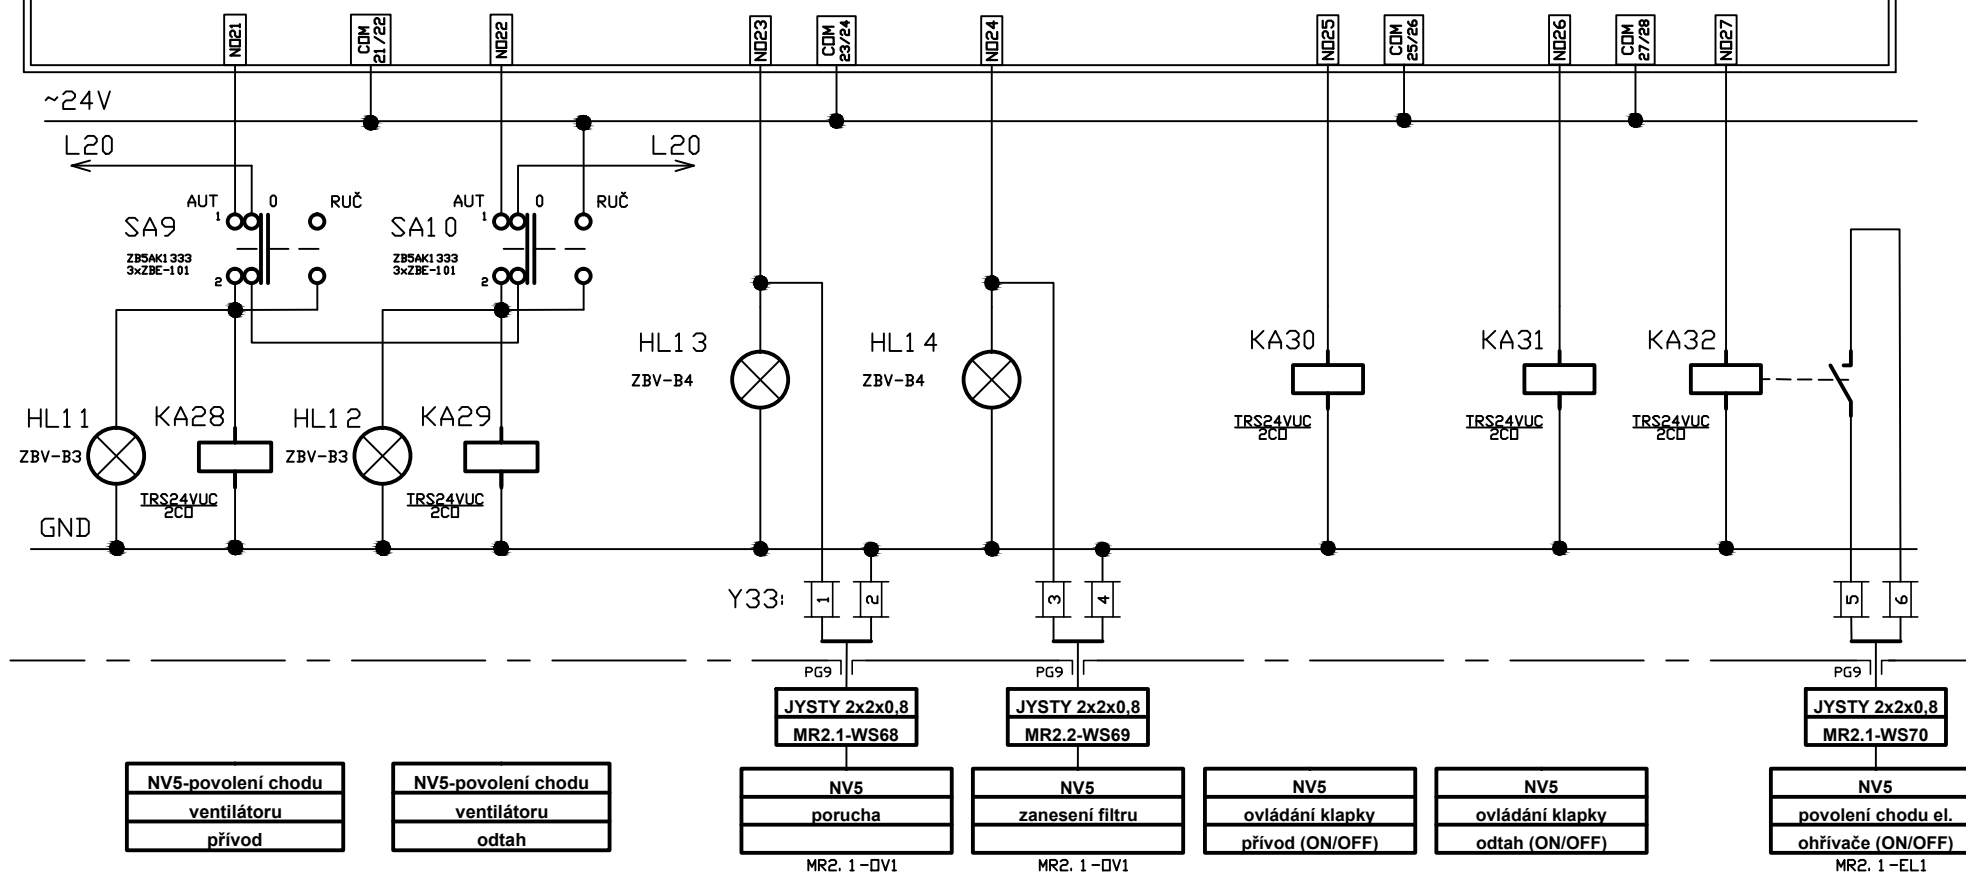 NO21
COM
21/22
NO22
NO23
COM
23/24
NO24
NO25
COM
25/26
NO26
COM
27/28
NO27
~24V
L20
L20
AUT
0
RUČ
AUT
0
RUČ
1
1
SA9
SA10
ZB5AK1333
3xZBE-101
ZB5AK1333
3xZBE-101
2
2
HL13
ZBV-B4
HL14
ZBV-B4
KA30
KA31
KA32
TRS24VUC
2CO
TRS24VUC
2CO
TRS24VUC
2CO
HL11
ZBV-B3
KA28
HL12
ZBV-B3
KA29
TRS24VUC
2CO
TRS24VUC
2CO
GND
Y33:
1
2
3
4
5
6
PG9
PG9
PG9
JYSTY 2x2x0,8
MR2.1-WS68
JYSTY 2x2x0,8
MR2.2-WS69
JYSTY 2x2x0,8
MR2.1-WS70
NV5-povolení chodu
ventilátoru
přívod
NV5-povolení chodu
ventilátoru
odtah
NV5
porucha
MR2.1-OV1
NV5
zanesení filtru
MR2.1-OV1
NV5
ovládání klapky
přívod (ON/OFF)
NV5
ovládání klapky
odtah (ON/OFF)
NV5
povolení chodu el.
ohřívače (ON/OFF)
MR2.1-EL1